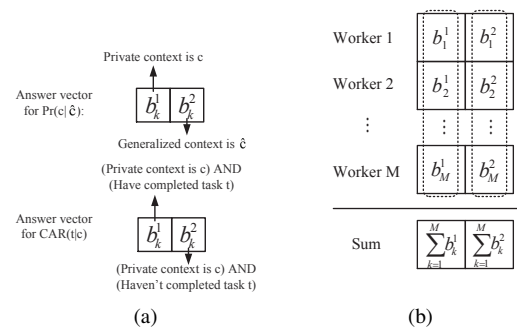 Private context is c
Answer vector
for Pr(c| ĉ):
b_k^1 b_k^2
Generalized context is ĉ
(Private context is c) AND
(Have completed task t)
Answer vector
for CAR(t|c)
b_k^1 b_k^2
(Private context is c) AND
(Haven't completed task t)
(a)
Worker 1 b_1^1 b_1^2
Worker 2 b_2^1 b_2^2
⋮ ⋮ ⋮
Worker M b_M^1 b_M^2
Sum \sum_{k=1}^{M} b_k^1 \sum_{k=1}^{M} b_k^2
(b)